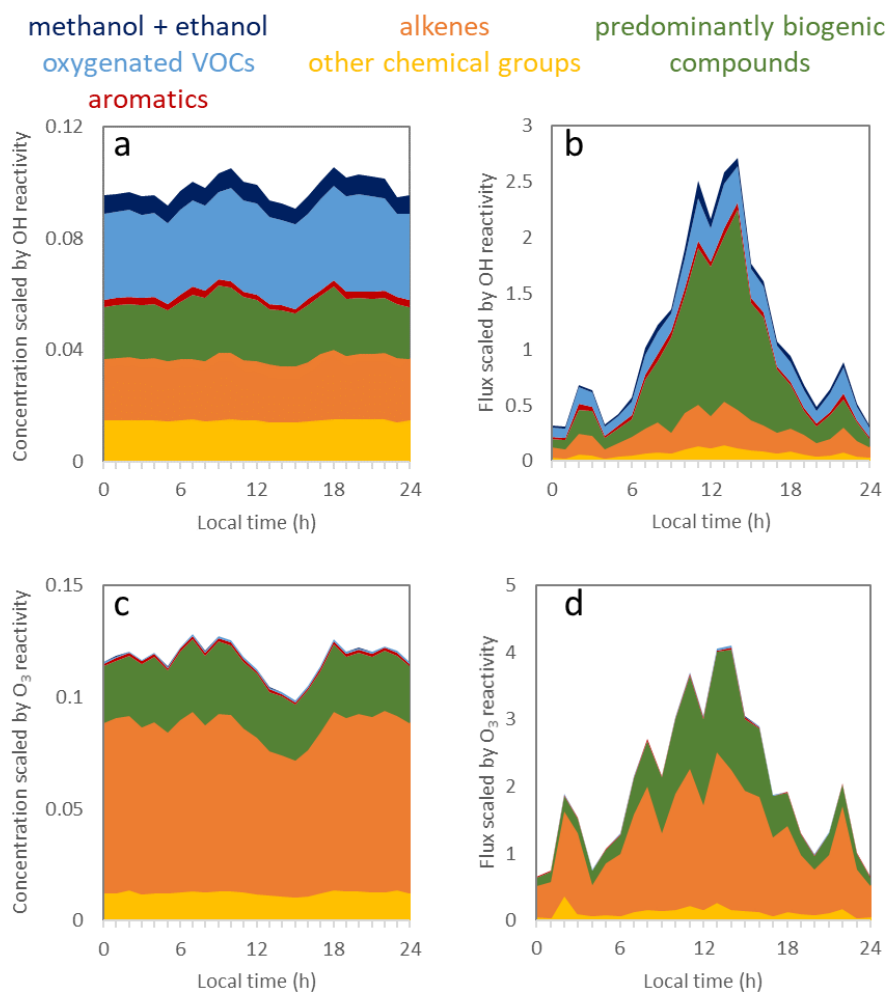 methanol + ethanol
alkenes
predominantly biogenic
oxygenated VOCs
other chemical groups
compounds
aromatics
a
Concentration scaled by OH reactivity
0.12
0.08
0.04
0
0 6 12 18 24
Local time (h)
b
Flux scaled by OH reactivity
3
2.5
2
1.5
1
0.5
0
0 6 12 18 24
Local time (h)
c
Concentration scaled by O3 reactivity
0.15
0.1
0.05
0
0 6 12 18 24
Local time (h)
d
Flux scaled by O3 reactivity
5
4
3
2
1
0
0 6 12 18 24
Local time (h)